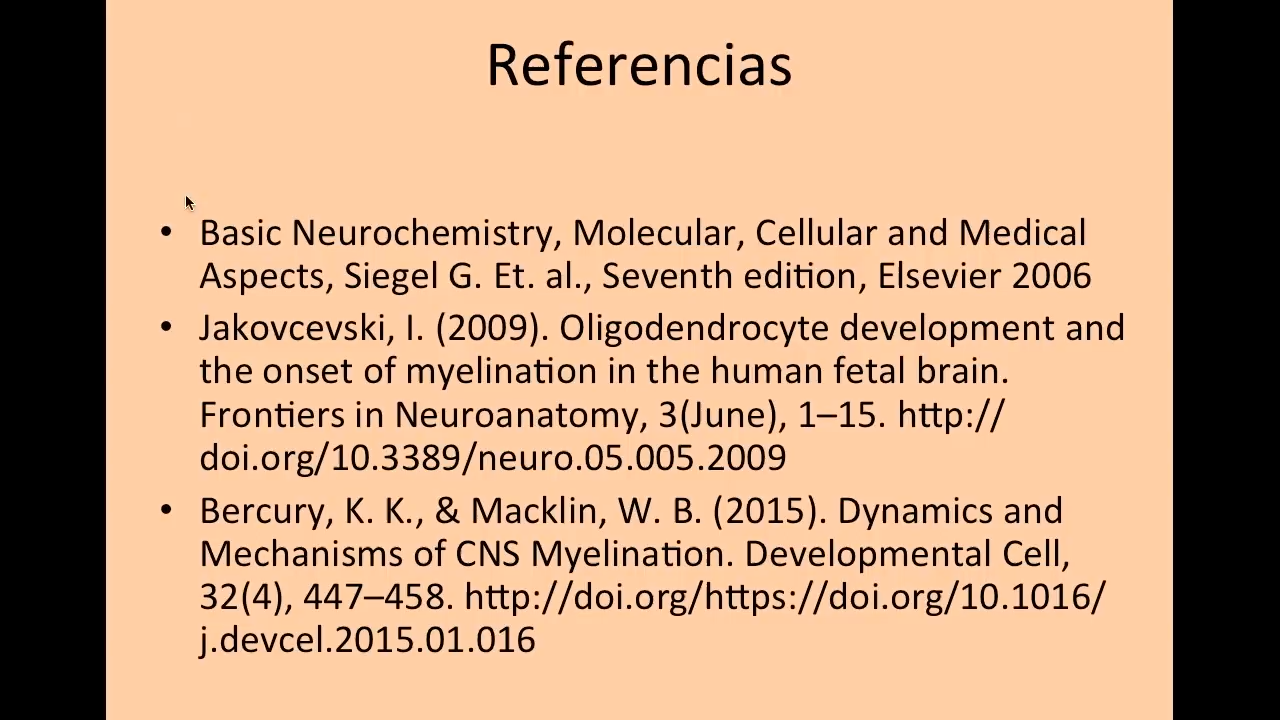 Referencias
• Basic Neurochemistry, Molecular, Cellular and Medical
Aspects, Siegel G. Et. al., Seventh edition, Elsevier 2006
• Jakovcevski, I. (2009). Oligodendrocyte development and
the onset of myelination in the human fetal brain.
Frontiers in Neuroanatomy, 3(June), 1–15. http://
doi.org/10.3389/neuro.05.005.2009
• Bercury, K. K., & Macklin, W. B. (2015). Dynamics and
Mechanisms of CNS Myelination. Developmental Cell,
32(4), 447–458. http://doi.org/https://doi.org/10.1016/
j.devcel.2015.01.016